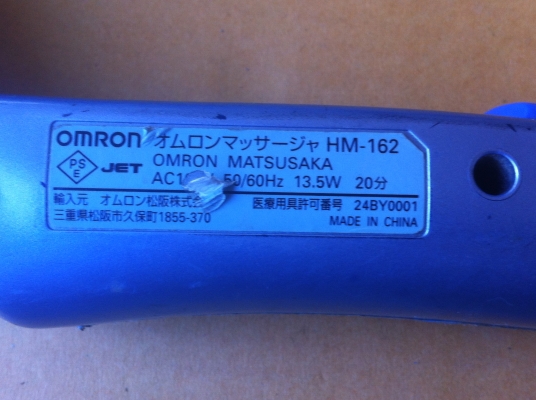 OMRON オムロンマッサージャ HM-162
PS E JET OMRON MATSUSAKA
50/60Hz 13.5W 20分
輸入元 オムロン松阪株式 医療用具許可番号 24BY0001
三重県松阪市久保町1855-370 MADE IN CHINA